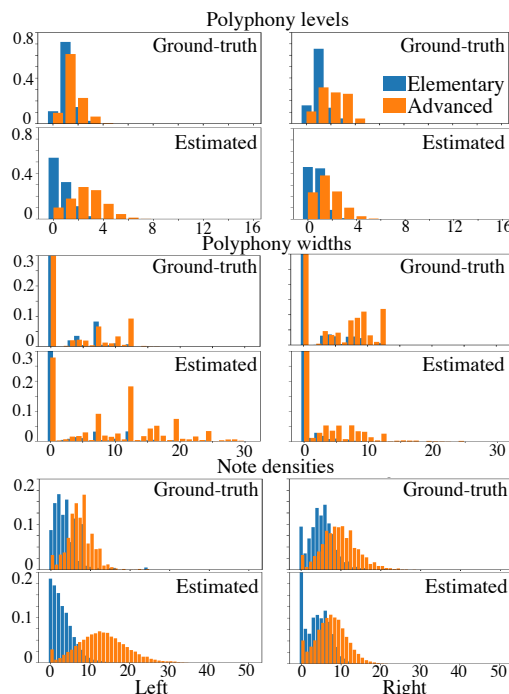 Polyphony levels
0.8 Ground-truth Ground-truth
0.4 Elementary
Advanced
0
0.8 Estimated Estimated
0.4
0
0 4 8 12 16 0 4 8 12 16
Polyphony widths
0.3 Ground-truth Ground-truth
0.2
0.1
0
0.3 Estimated Estimated
0.2
0.1
0
0 10 20 30 0 10 20 30
Note densities
0.2 Ground-truth Ground-truth
0.1
0
0.2 Estimated Estimated
0.1
0
0 10 20 30 40 50 0 10 20 30 40 50
Left Right